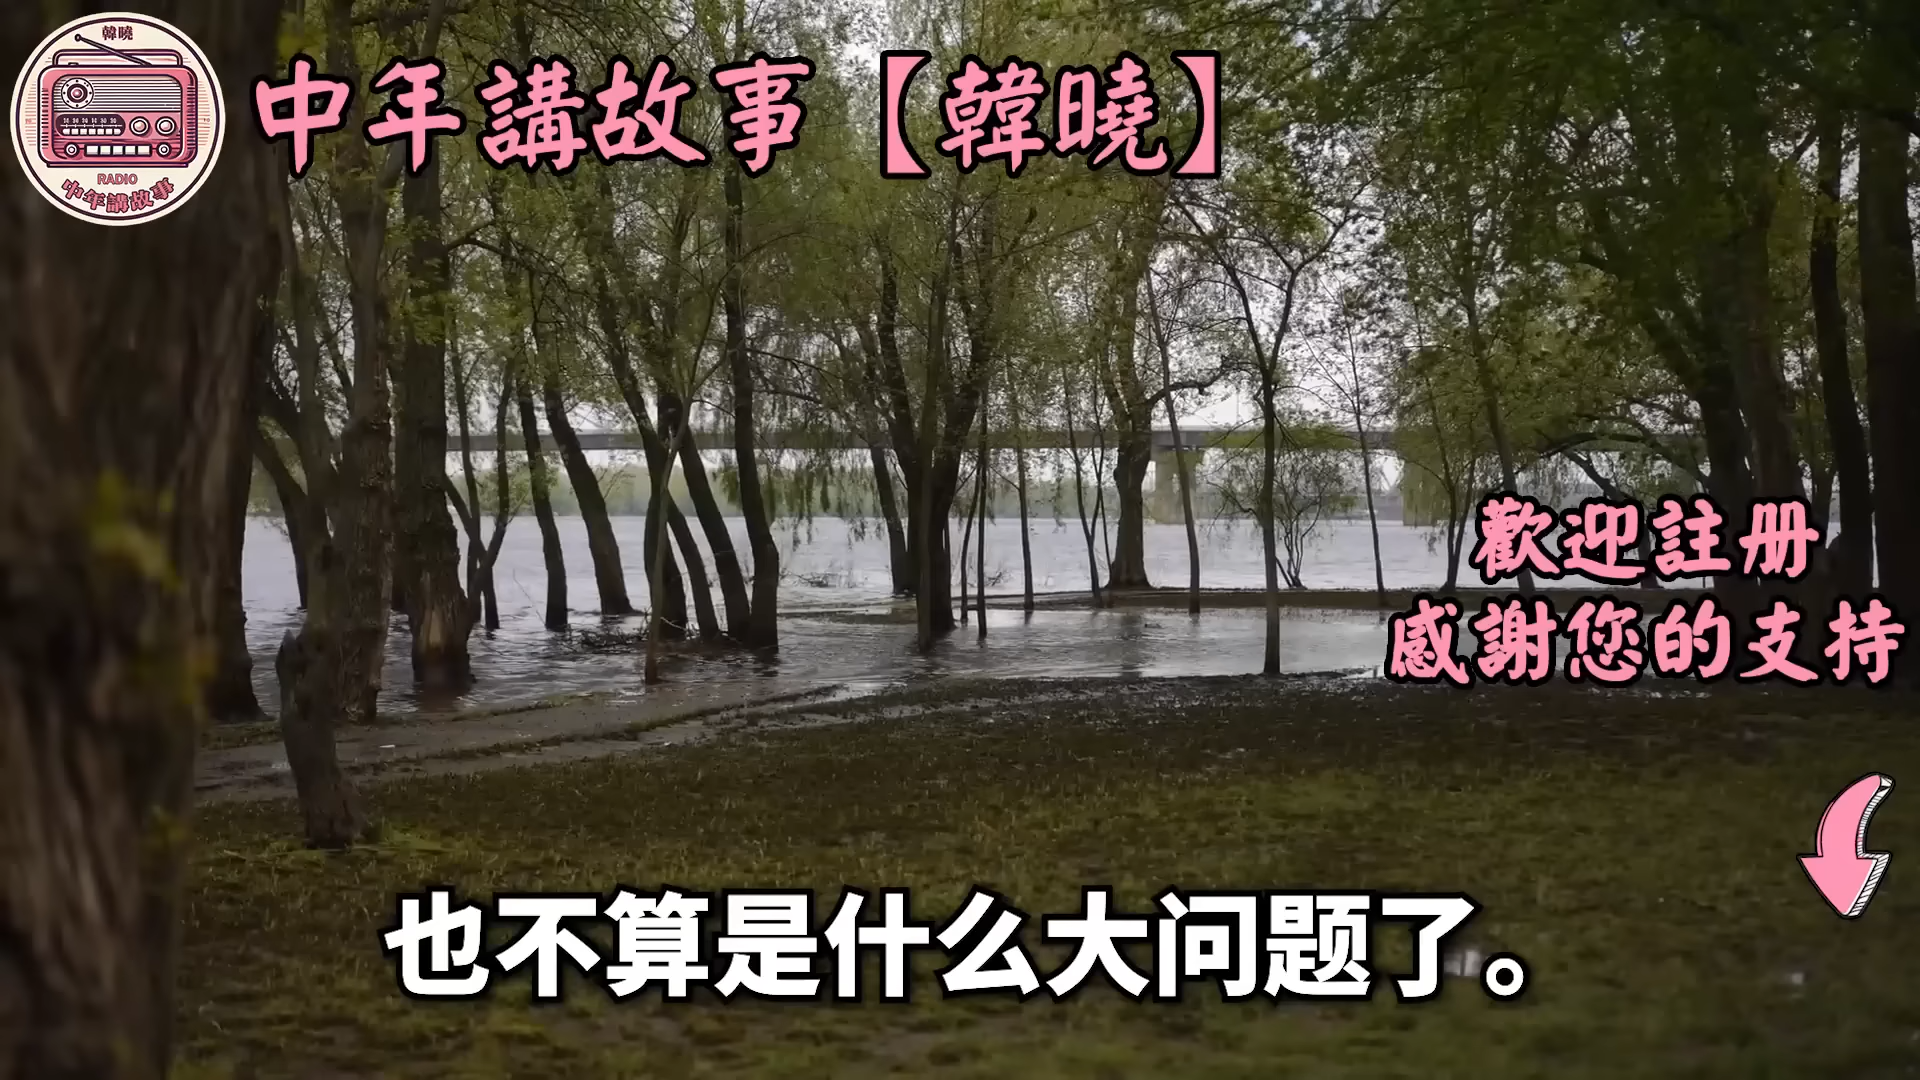 韓曉
RADIO
中年講故事
中年講故事【韓曉】
歡迎註册
感謝您的支持
也不算是什么大问题了。